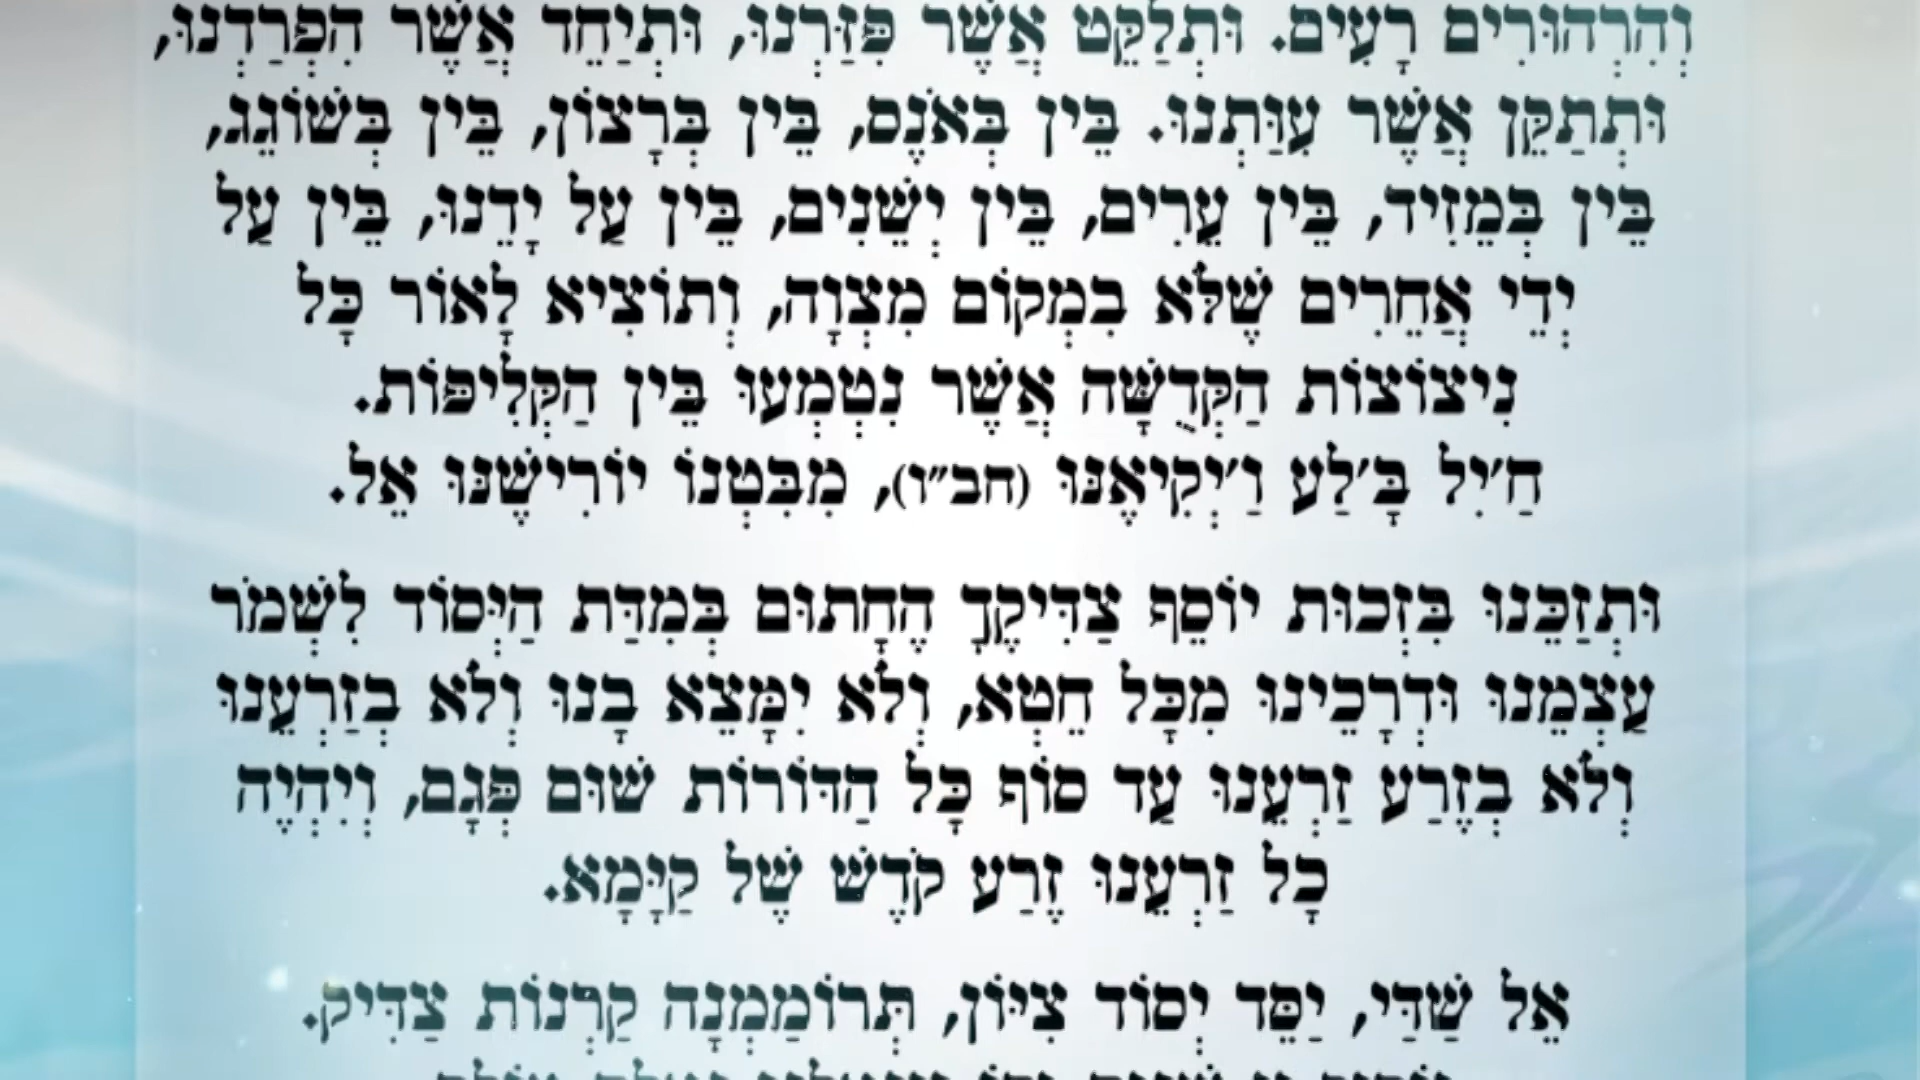 וְהִרְהוּרִים רָעִים. וּתְלַקֵּט אֲשֶׁר פִּזַּרְנוּ, וּתְיַחֵד אֲשֶׁר הִפְרַדְנוּ,
וּתְתַקֵּן אֲשֶׁר עִוַּתְנוּ. בֵּין בְּאֹנֶס, בֵּין בְּרָצוֹן, בֵּין בְּשׁוֹגֵג,
בֵּין בְּמֵזִיד, בֵּין עֵרִים, בֵּין יְשֵׁנִים, בֵּין עַל יָדֵנוּ, בֵּין עַל
יְדֵי אֲחֵרִים שֶׁלֹּא בִמְקוֹם מִצְוָה, וְתוֹצִיא לָאוֹר כָּל
נִיצוֹצוֹת הַקְּדֻשָּׁה אֲשֶׁר נִטְמְעוּ בֵּין הַקְּלִיפּוֹת.
חַ׳יִל בָּ׳לַע וַ׳יְקִיאֶנּוּ (חב״ו), מִבִּטְנוֹ יוֹרִישֶׁנּוּ אֵל.
וּתְזַכֵּנוּ בִּזְכוּת יוֹסֵף צַדִּיקֶךָ הֶחָתוּם בְּמִדַּת הַיְּסוֹד לִשְׁמֹר
עַצְמֵנוּ וּדְרָכֵינוּ מִכָּל חֵטְא, וְלֹא יִמָּצֵא בָנוּ וְלֹא בְזַרְעֵנוּ
וְלֹא בְזֶרַע זַרְעֵנוּ עַד סוֹף כָּל הַדּוֹרוֹת שׁוּם פְּגָם, וְיִהְיֶה
כָל זַרְעֵנוּ זֶרַע קֹדֶשׁ שֶׁל קַיָּמָא.
אֵל שַׁדַּי, יַסֵּד יְסוֹד צִיּוֹן, תְּרוֹמַמְנָה קַרְנוֹת צַדִּיק.